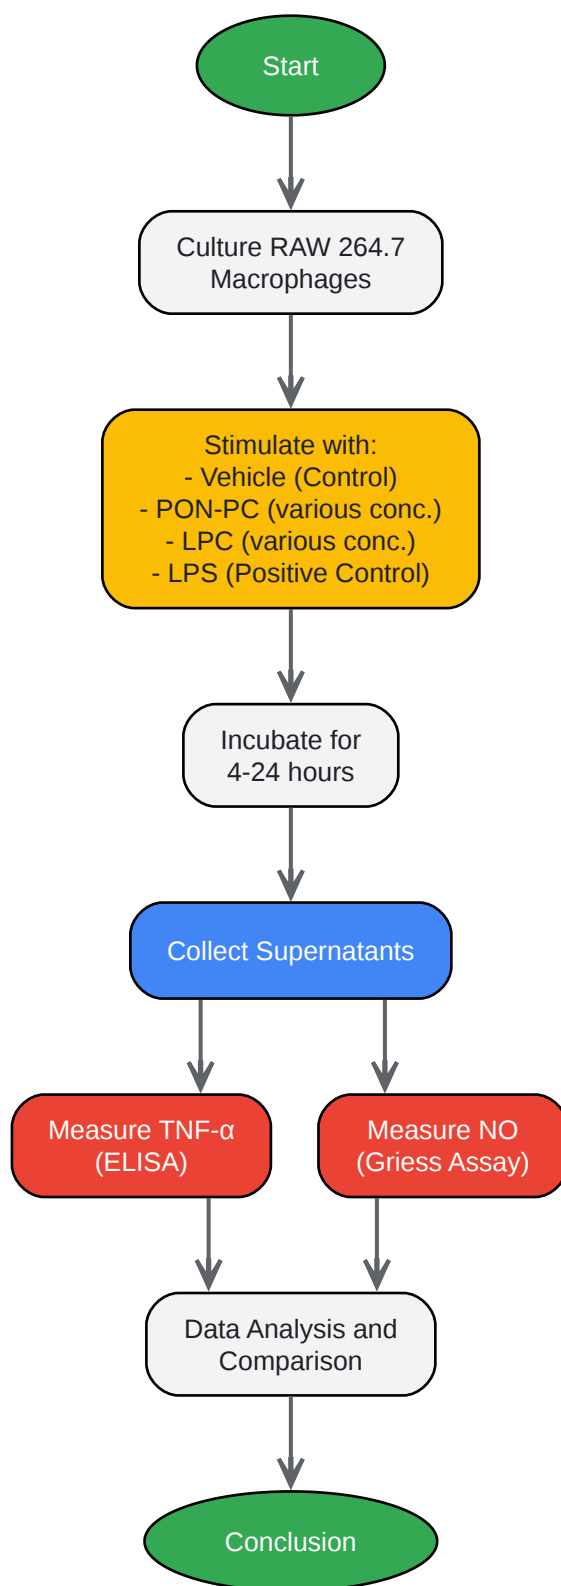 Start
Culture RAW 264.7
Macrophages
Stimulate with:
- Vehicle (Control)
- PON-PC (various conc.)
- LPC (various conc.)
- LPS (Positive Control)
Incubate for
4-24 hours
Collect Supernatants
Measure TNF-α
(ELISA)
Measure NO
(Griess Assay)
Data Analysis and
Comparison
Conclusion